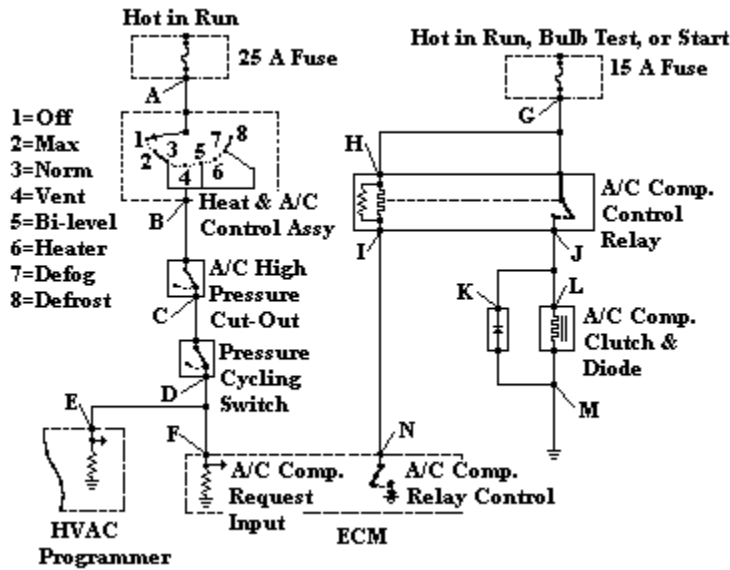 Hot in Run
25 A Fuse
A
Hot in Run, Bulb Test, or Start
15 A Fuse
G
1=Off
2=Max
3=Norm
4=Vent
5=Bi-level
6=Heater
7=Defog
8=Defrost
1
2
3
4
5
6
7
8
B
Heat & A/C
Control Assy
H
A/C Comp.
Control
Relay
I
J
A/C High
Pressure
Cut-Out
C
K
L
A/C Comp.
Clutch &
Diode
M
Pressure
Cycling
Switch
D
E
F
N
A/C Comp.
Request
Input
A/C Comp.
Relay Control
ECM
HVAC
Programmer